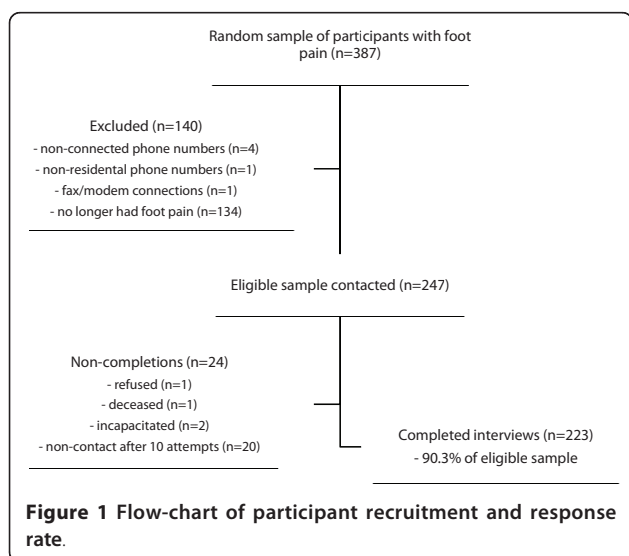 Random sample of participants with foot
pain (n=387)
Excluded (n=140)
- non-connected phone numbers (n=4)
- non-residental phone numbers (n=1)
- fax/modem connections (n=1)
- no longer had foot pain (n=134)
Eligible sample contacted (n=247)
Non-completions (n=24)
- refused (n=1)
- deceased (n=1)
- incapacitated (n=2)
- non-contact after 10 attempts (n=20)
Completed interviews (n=223)
- 90.3% of eligible sample
Figure 1 Flow-chart of participant recruitment and response
rate.